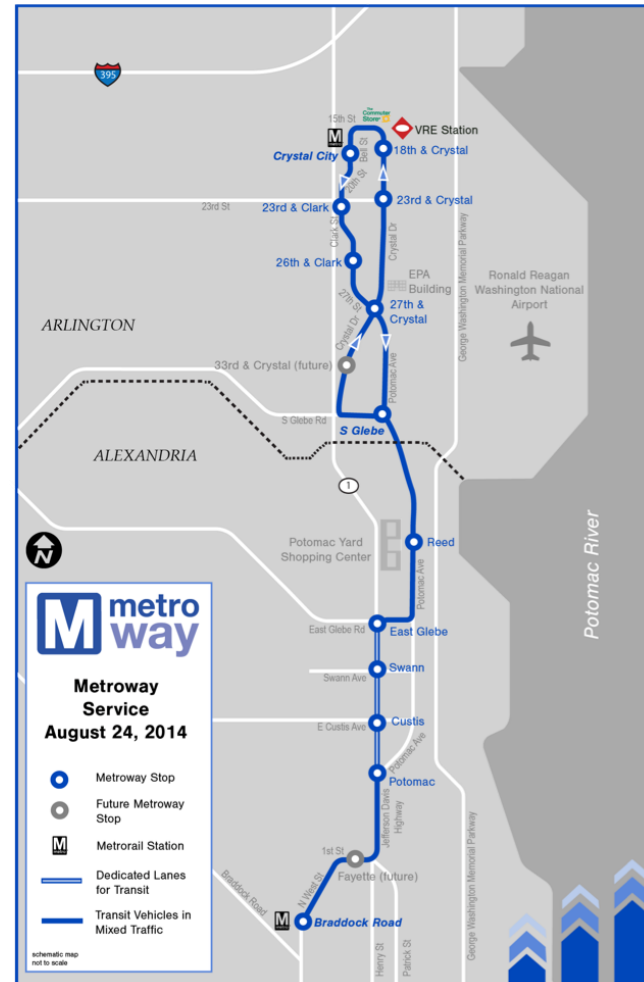 395
The
Commuter
Store
15th St
VRE Station
M
Crystal City
Bell St
18th & Crystal
20th St
23rd St
23rd & Clark
23rd & Crystal
Clark St
Crystal Dr
George Washington Memorial Parkway
26th & Clark
EPA
Building
Ronald Reagan
Washington National
Airport
27th St
27th &
Crystal
ARLINGTON
Crystal Dr
33rd & Crystal (future)
Potomac Ave
S Glebe Rd
S Glebe
ALEXANDRIA
1
Potomac Yard
Shopping Center
Reed
N
Potomac Ave
Potomac River
East Glebe Rd
East Glebe
Swann
Swann Ave
Custis
E Custis Ave
Potomac Ave
Potomac
Jefferson Davis
Highway
George Washington Memorial Parkway
1st St
Fayette (future)
N West St
Braddock Road
M
Braddock Road
Henry St
Patrick St
M metro
way
Metroway
Service
August 24, 2014
Metroway Stop
Future Metroway
Stop
M
Metrorail Station
Dedicated Lanes
for Transit
Transit Vehicles in
Mixed Traffic
schematic map
not to scale